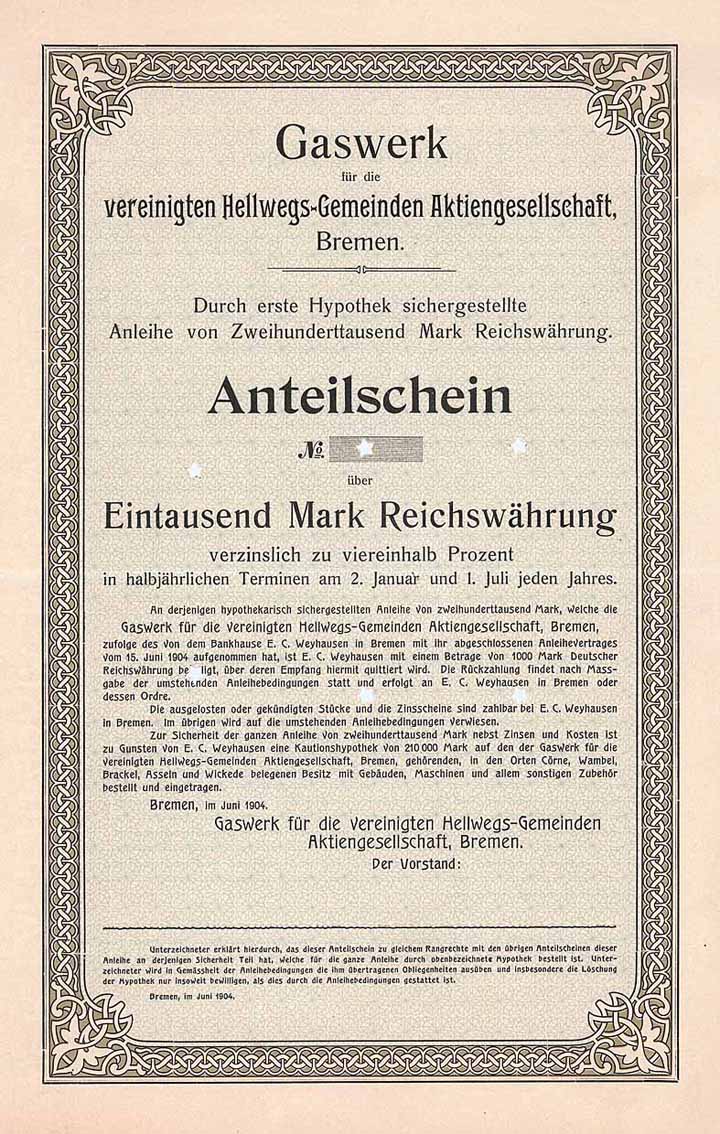 Gaswerk
für die
vereinigten Hellwegs-Gemeinden Aktiengesellschaft,
Bremen.
Durch erste Hypothek sichergestellte
Anleihe von Zweihunderttausend Mark Reichswährung.
Anteilschein
No.
über
Eintausend Mark Reichswährung
verzinslich zu viereinhalb Prozent
in halbjährlichen Terminen am 2. Januar und 1. Juli jeden Jahres.
An derjenigen hypothekarisch sichergestellten Anleihe von zweihunderttausend Mark, welche die
Gaswerk für die vereinigten Hellwegs-Gemeinden Aktiengesellschaft, Bremen,
zufolge des von dem Bankhause E. C. Weyhausen in Bremen mit ihr abgeschlossenen Anleihevertrages
vom 15. Juni 1904 aufgenommen hat, ist E. C. Weyhausen mit einem Betrage von 1000 Mark Deutscher
Reichswährung be ligt, über deren Empfang hiermit quittiert wird. Die Rückzahlung findet nach Mass-
gabe der umstehenden Anleihebedingungen statt und erfolgt an E. C. Weyhausen in Bremen oder
dessen Ordre.
Die ausgelosten oder gekündigten Stücke und die Zinsscheine sind zahlbar bei E. C. Weyhausen
in Bremen. Im übrigen wird auf die umstehenden Anleihebedingungen verwiesen.
Zur Sicherheit der ganzen Anleihe von zweihunderttausend Mark nebst Zinsen und Kosten ist
zu Gunsten von E. C. Weyhausen eine Kautionshypothek von 210 000 Mark auf den der Gaswerk für die
vereinigten Hellwegs-Gemeinden Aktiengesellschaft, Bremen, gehörenden, in den Orten Cörne, Wambel,
Brackel, Asseln und Wickede belegenen Besitz mit Gebäuden, Maschinen und allem sonstigen Zubehör
bestellt und eingetragen.
Bremen, im Juni 1904.
Gaswerk für die vereinigten Hellwegs-Gemeinden
Aktiengesellschaft, Bremen.
Der Vorstand:
Unterzeichneter erklärt hierdurch, das dieser Anteilschein zu gleichem Rangrechte mit den übrigen Anteilscheinen dieser
Anleihe an derjenigen Sicherheit Teil hat, welche für die ganze Anleihe durch obenbezeichnete Hypothek bestellt ist. Unter-
zeichneter wird in Gemässheit der Anleihebedingungen die ihm übertragenen Obliegenheiten ausüben und insbesondere die Löschung
der Hypothek nur insoweit bewilligen, als dies durch die Anleihebedingungen gestattet ist.
Bremen, im Juni 1904.